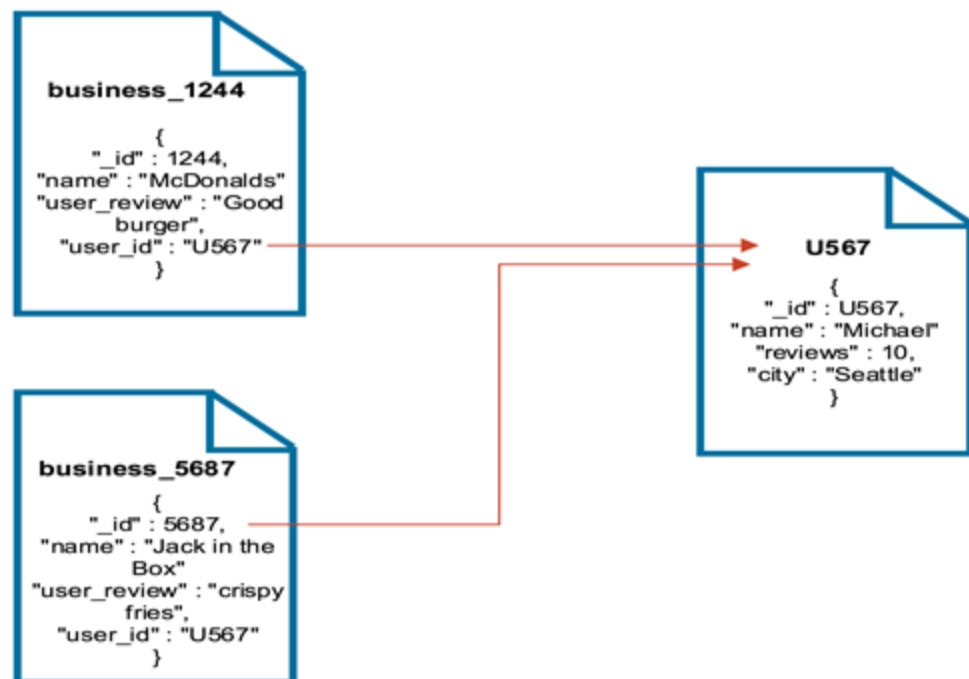 business_1244
{
"_id" : 1244,
"name" : "McDonalds"
"user_review" : "Good
burger",
"user_id" : "U567"
}
U567
{
"_id" : U567,
"name" : "Michael"
"reviews" : 10,
"city" : "Seattle"
}
business_5687
{
"_id" : 5687,
"name" : "Jack in the
Box"
"user_review" : "crispy
fries",
"user_id" : "U567"
}